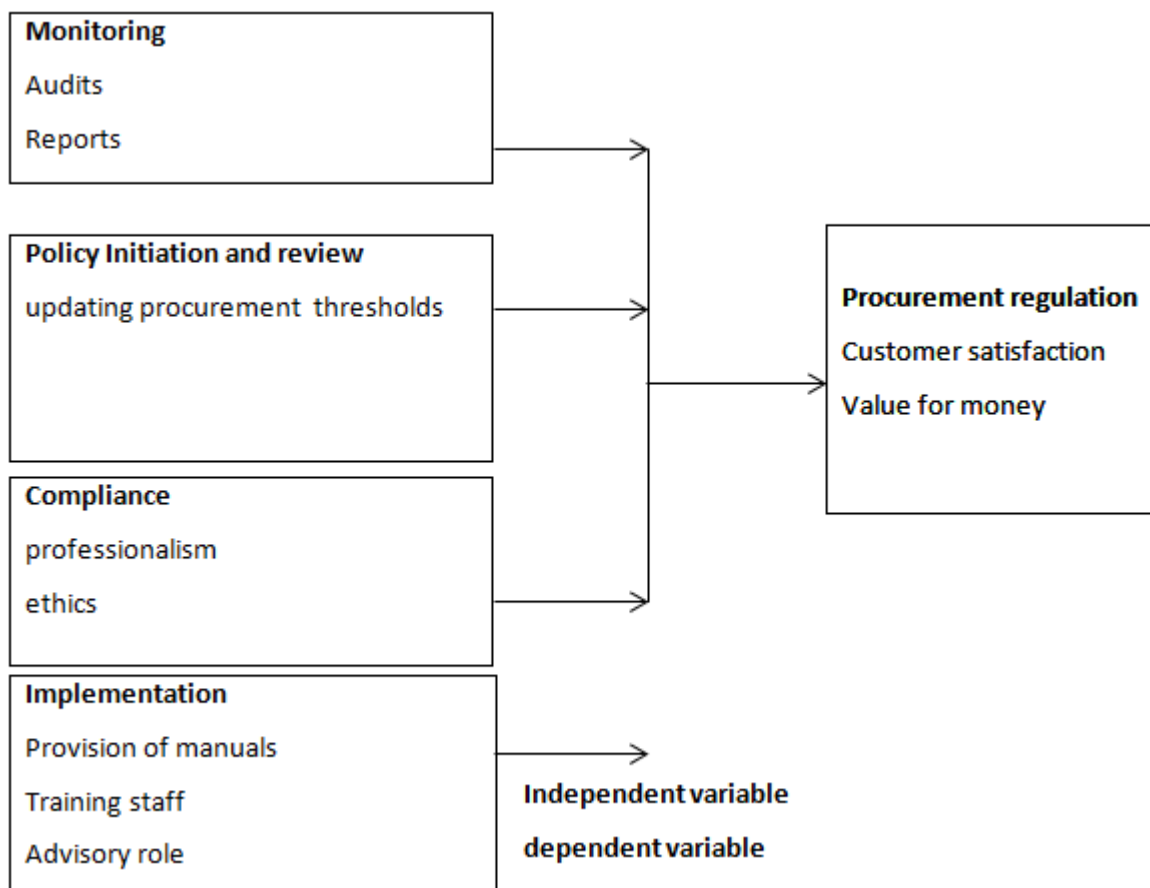 Monitoring
Audits
Reports
Policy Initiation and review
updating procurement thresholds
Compliance
professionalism
ethics
Implementation
Provision of manuals
Training staff
Advisory role
Procurement regulation
Customer satisfaction
Value for money
Independent variable
dependent variable